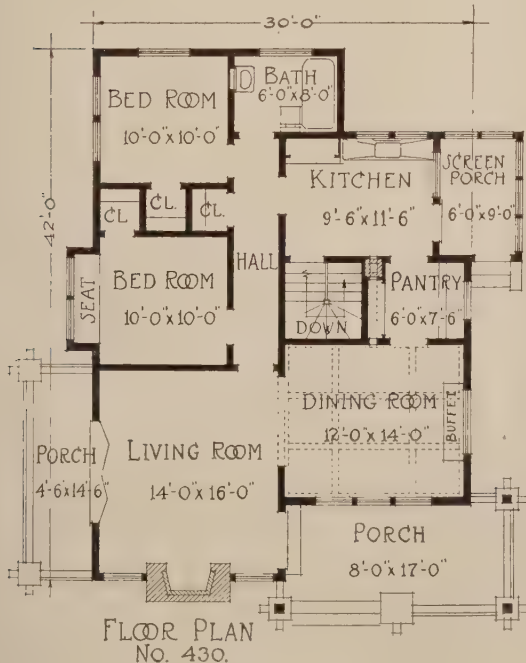 30'-0"
BATH
6'-0"x8'-0"
BED ROOM
10'-0"x10'-0"
KITCHEN
9'-6"x11'-6"
SCREEN
PORCH
6'-0"x9'-0"
42'-0"
CL.
CL.
CL.
HALL
SEAT
BED ROOM
10'-0"x10'-0"
DOWN
PANTRY
6'-0"x7'-6"
DINING ROOM
12'-0"x14'-0"
BUFFET
PORCH
4'-6"x14'-6"
LIVING ROOM
14'-0"x16'-0"
PORCH
8'-0"x17'-0"
FLOOR PLAN
No. 430.